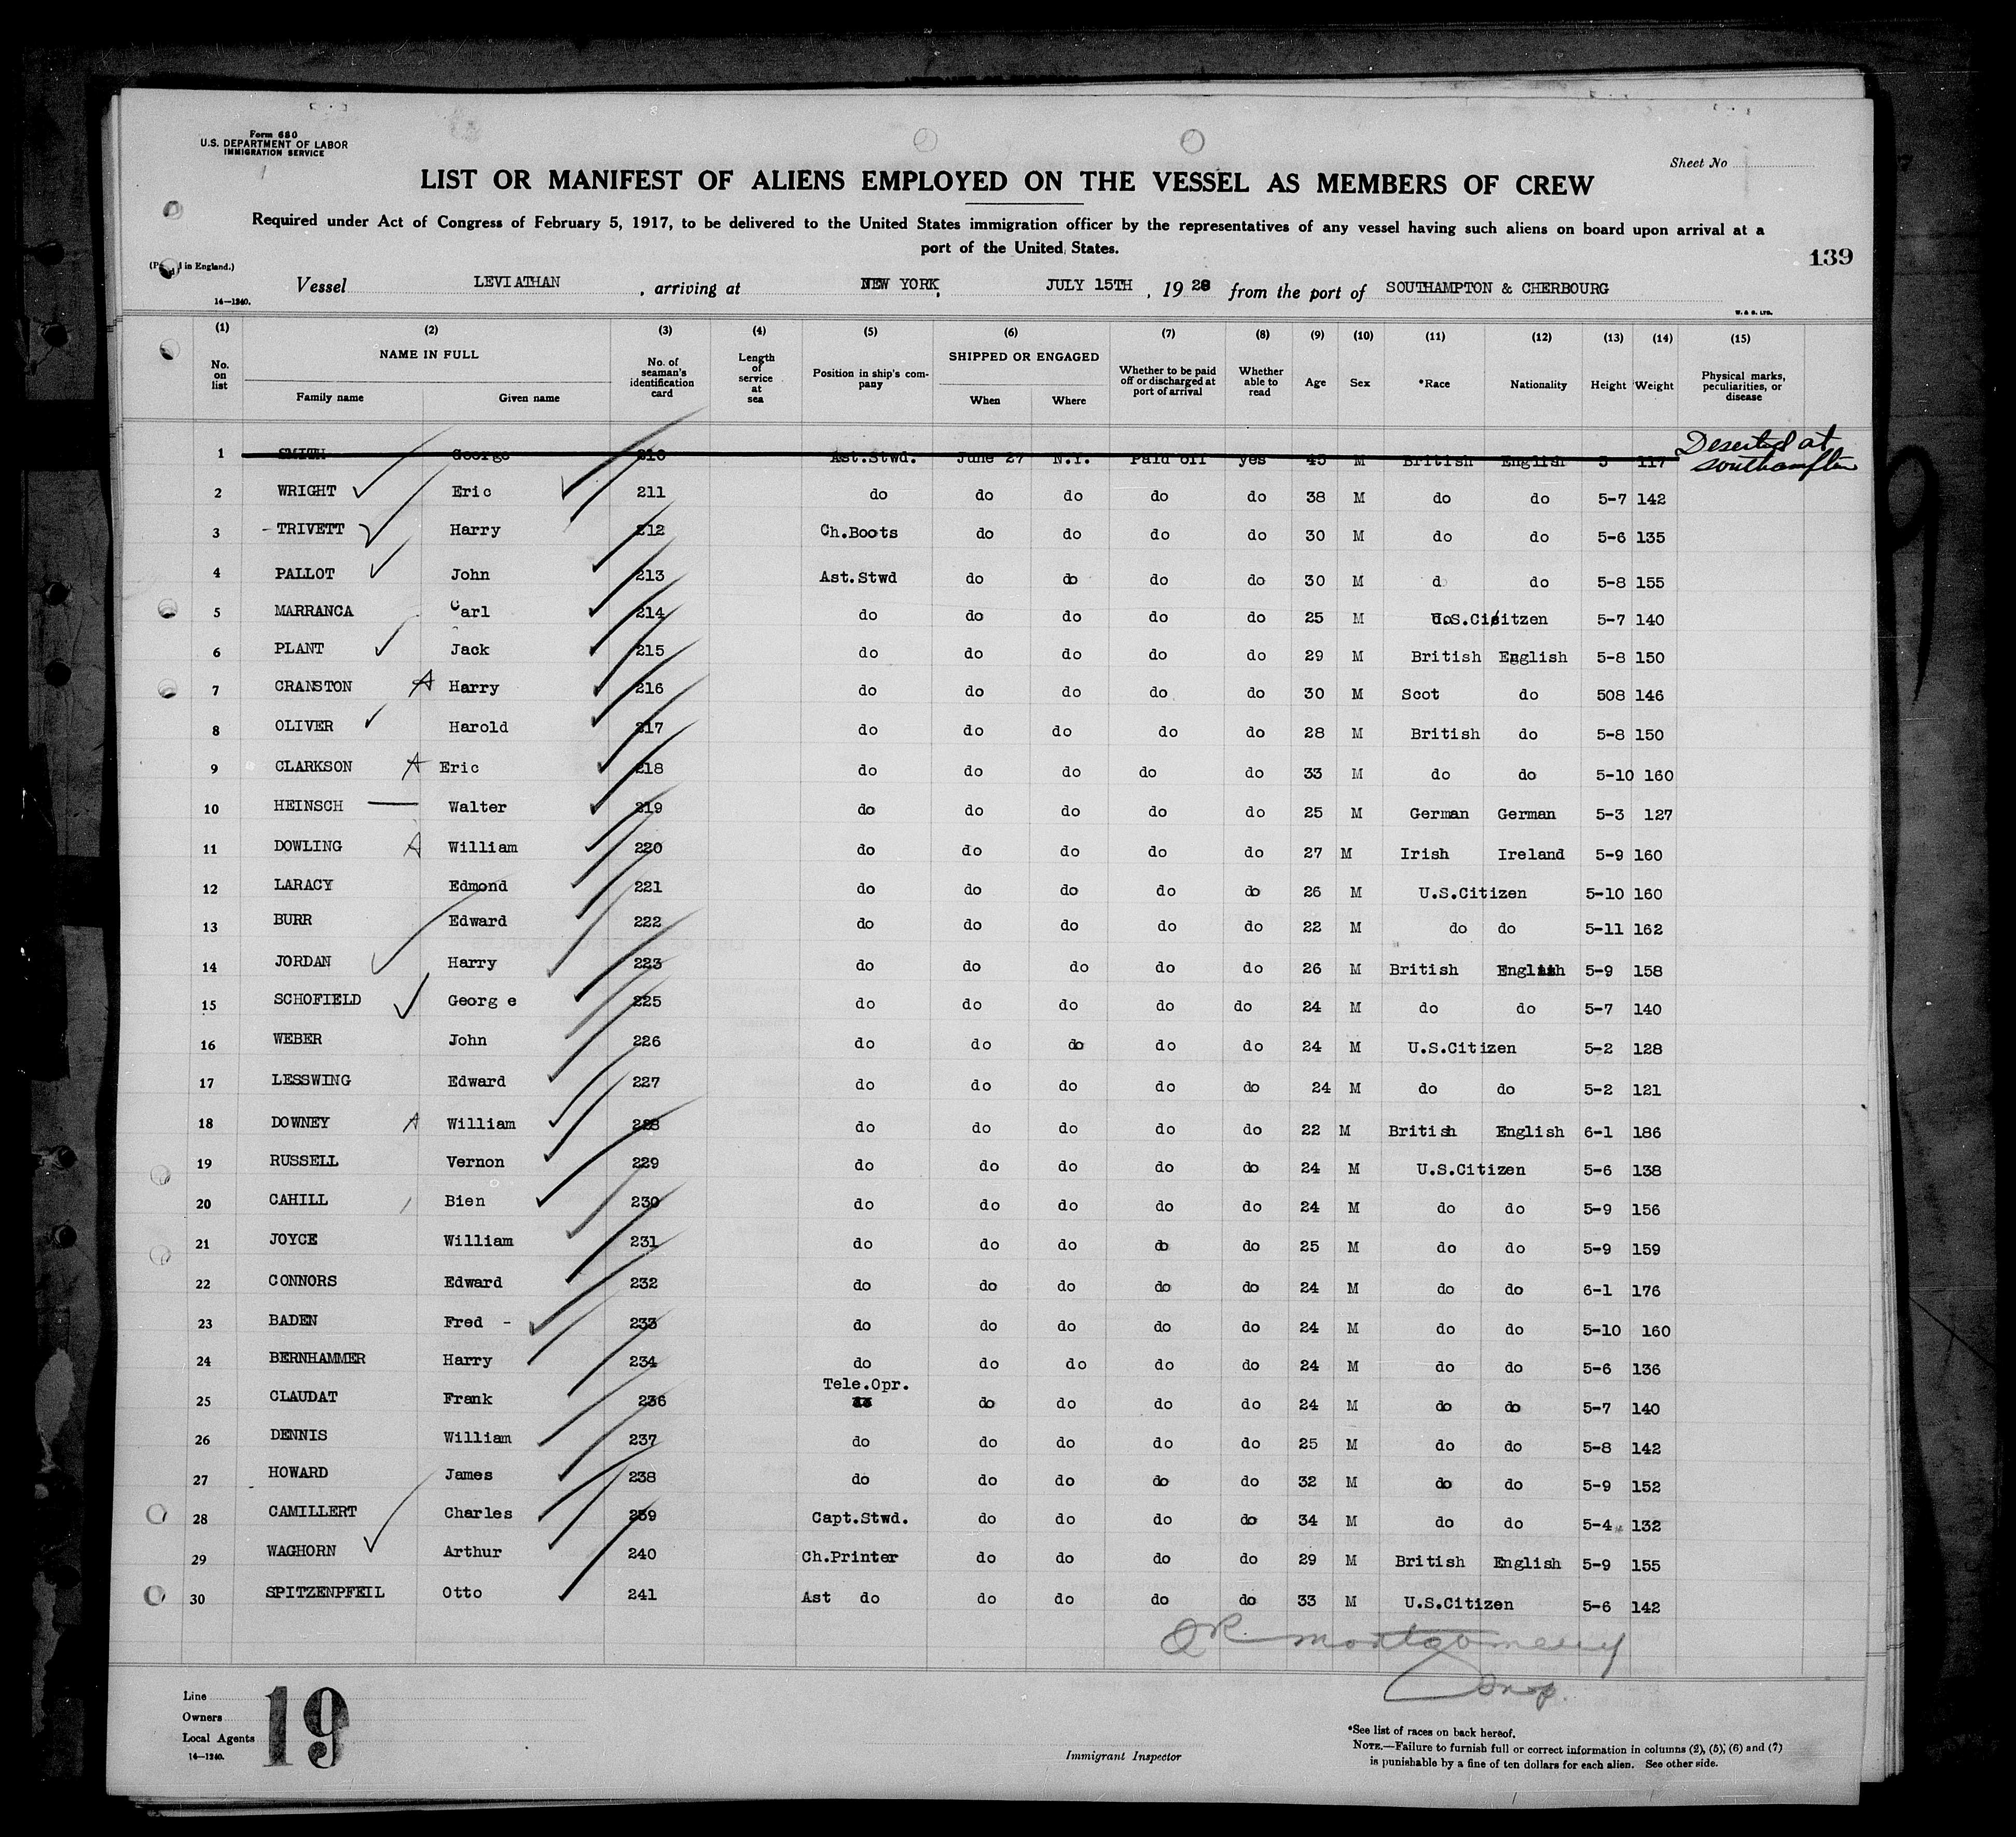 Form 680
U.S. DEPARTMENT OF LABOR
IMMIGRATION SERVICE
Sheet No
LIST OR MANIFEST OF ALIENS EMPLOYED ON THE VESSEL AS MEMBERS OF CREW
Required under Act of Congress of February 5, 1917, to be delivered to the United States immigration officer by the representatives of any vessel having such aliens on board upon arrival at a
port of the United States.
139
in England.)
Vessel LEVIATHAN, arriving at NEW YORK, JULY 15TH, 1928 from the port of SOUTHAMPTON & CHERBOURG
14—1240.
W. & S. LTD.
(1) (2) (3) (4) (5) (6) (7) (8) (9) (10) (11) (12) (13) (14) (15)
No. on list NAME IN FULL Family name Given name No. of seaman's identification card Length of service at sea Position in ship's company SHIPPED OR ENGAGED When Where Whether to be paid off or discharged at port of arrival Whether able to read Age Sex *Race Nationality Height Weight Physical marks, peculiarities, or disease
1 SMITH George 210 Ast.Stwd. June 27 N.Y. Paid off yes 45 M British English 5 117 Deserted at Southampton
2 WRIGHT Eric 211 do do do do do 38 M do do 5-7 142
3 TRIVETT Harry 212 Ch.Boots do do do do 30 M do do 5-6 135
4 PALLOT John 213 Ast.Stwd do do do do 30 M d do 5-8 155
5 MARRANCA Carl 214 do do do do do 25 M U.S.Ciitzen 5-7 140
6 PLANT Jack 215 do do do do do 29 M British English 5-8 150
7 CRANSTON A Harry 216 do do do do do 30 M Scot do 508 146
8 OLIVER Harold 217 do do do do do 28 M British do 5-8 150
9 CLARKSON A Eric 218 do do do do do 33 M do do 5-10 160
10 HEINSCH Walter 219 do do do do do 25 M German German 5-3 127
11 DOWLING A William 220 do do do do do 27 M Irish Ireland 5-9 160
12 LARACY Edmond 221 do do do do do 26 M U.S.Citizen 5-10 160
13 BURR Edward 222 do do do do do 22 M do do 5-11 162
14 JORDAN Harry 223 do do do do do 26 M British English 5-9 158
15 SCHOFIELD Georg e 225 do do do do do 24 M do do 5-7 140
16 WEBER John 226 do do do do do 24 M U.S.Citizen 5-2 128
17 LESSWING Edward 227 do do do do do 24 M do do 5-2 121
18 DOWNEY A William 228 do do do do do 22 M British English 6-1 186
19 RUSSELL Vernon 229 do do do do do 24 M U.S.Citizen 5-6 138
20 CAHILL Bien 230 do do do do do 24 M do do 5-9 156
21 JOYCE William 231 do do do do do 25 M do do 5-9 159
22 CONNORS Edward 232 do do do do do 24 M do do 6-1 176
23 BADEN Fred - 233 do do do do do 24 M do do 5-10 160
24 BERNHAMMER Harry 234 do do do do do 24 M do do 5-6 136
25 CLAUDAT Frank 236 Tele.Opr. do do do do 24 M do do 5-7 140
26 DENNIS William 237 do do do do do 25 M do do 5-8 142
27 HOWARD James 238 do do do do do 32 M do do 5-9 152
28 CAMILLERT Charles 239 Capt.Stwd. do do do do 34 M do do 5-4 132
29 WAGHORN Arthur 240 Ch.Printer do do do do 29 M British English 5-9 155
30 SPITZENPFEIL Otto 241 Ast do do do do do 33 M U.S.Citizen 5-6 142
Montgomery
Insp.
Line
Owners
Local Agents
14—1240.
19
Immigrant Inspector
*See list of races on back hereof.
NOTE.—Failure to furnish full or correct information in columns (2), (5), (6) and (7)
is punishable by a fine of ten dollars for each alien. See other side.